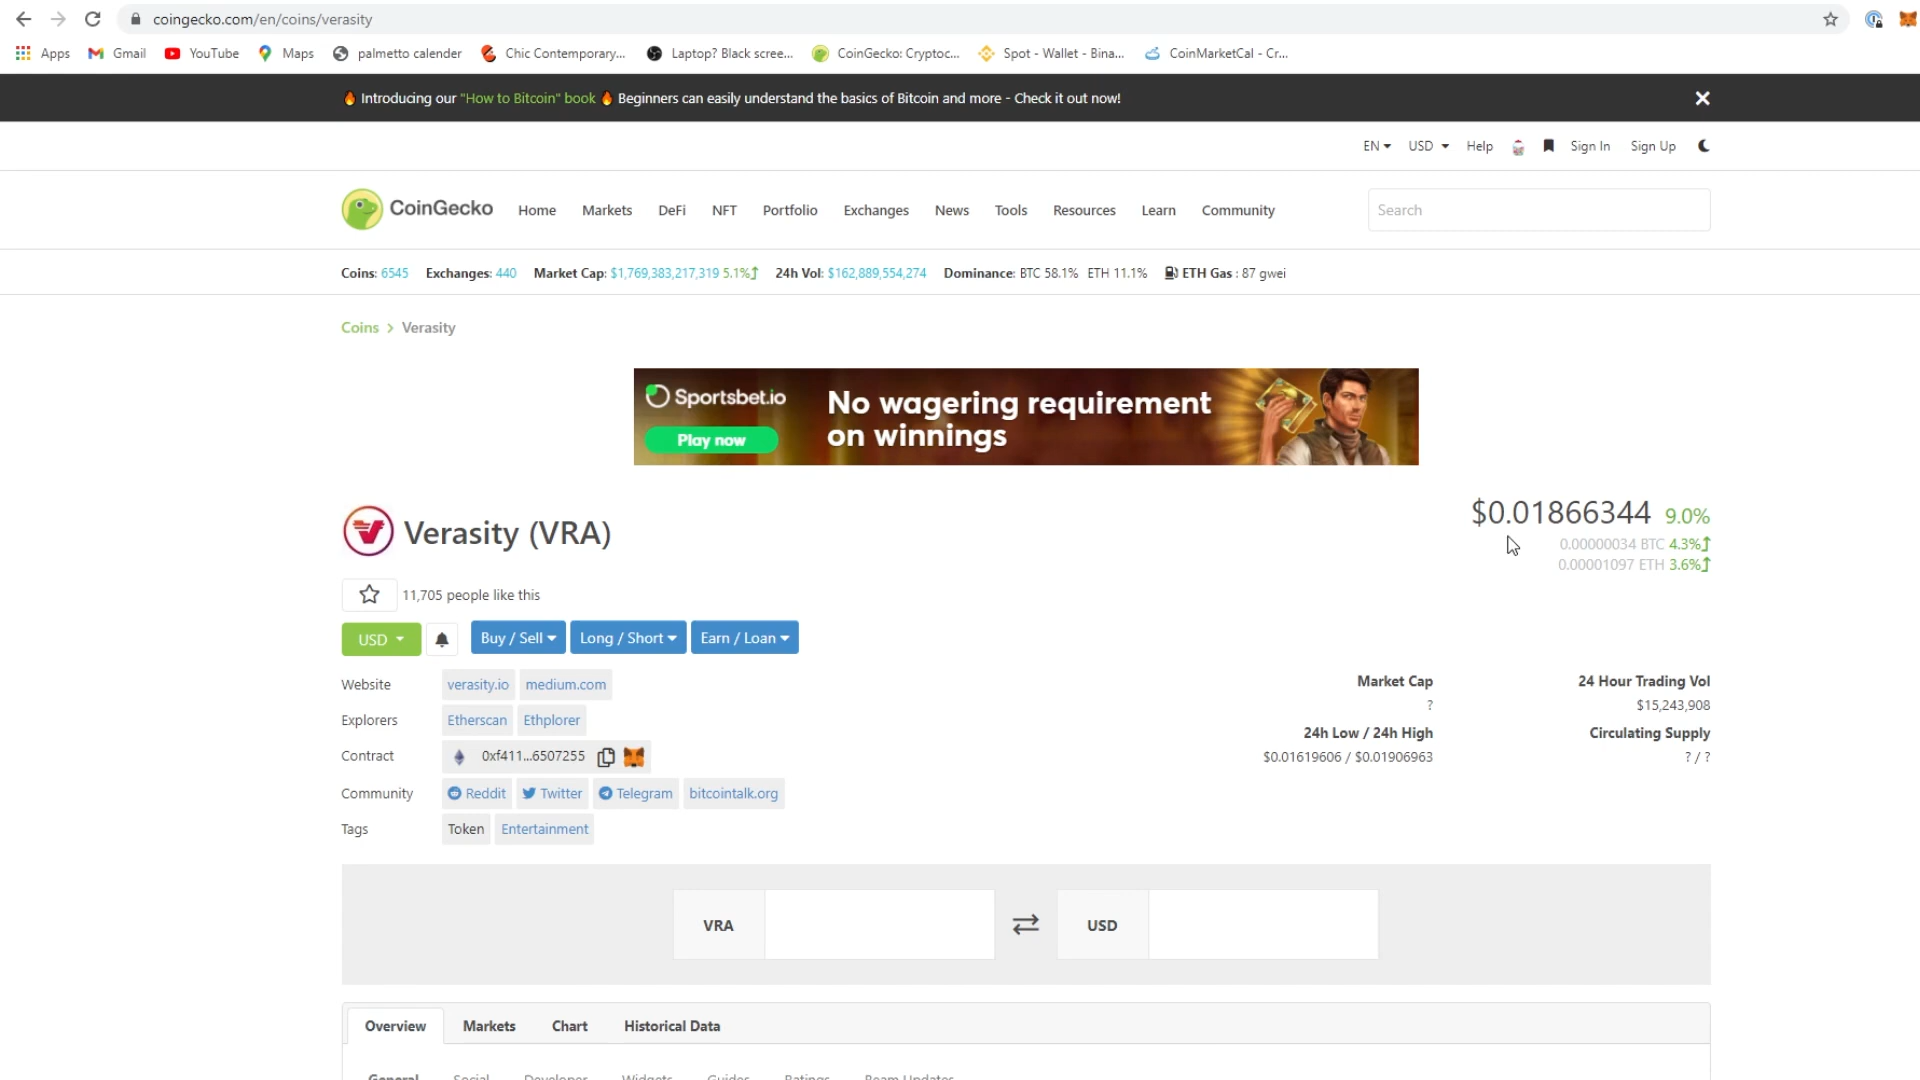 coingecko.com/en/coins/verasity
Apps Gmail YouTube Maps palmetto calender Chic Contemporary... Laptop? Black scree... CoinGecko: Cryptoc... Spot - Wallet - Bina... CoinMarketCal - Cr...
Introducing our "How to Bitcoin" book Beginners can easily understand the basics of Bitcoin and more - Check it out now!
EN USD Help Sign In Sign Up
CoinGecko Home Markets DeFi NFT Portfolio Exchanges News Tools Resources Learn Community Search
Coins: 6545 Exchanges: 440 Market Cap: $1,769,383,217,319 5.1% 24h Vol: $162,889,554,274 Dominance: BTC 58.1% ETH 11.1% ETH Gas : 87 gwei
Coins > Verasity
Sportsbet.io
Play now
No wagering requirement
on winnings
Verasity (VRA)
$0.01866344 9.0%
0.00000034 BTC 4.3%
0.00001097 ETH 3.6%
11,705 people like this
USD Buy / Sell Long / Short Earn / Loan
Website verasity.io medium.com
Explorers Etherscan Ethplorer
Contract 0xf411...6507255
Community Reddit Twitter Telegram bitcointalk.org
Tags Token Entertainment
Market Cap
?
24 Hour Trading Vol
$15,243,908
24h Low / 24h High
$0.01619606 / $0.01906963
Circulating Supply
? / ?
VRA USD
Overview Markets Chart Historical Data
General Social Developer Widgets Guides Ratings Beam Updates